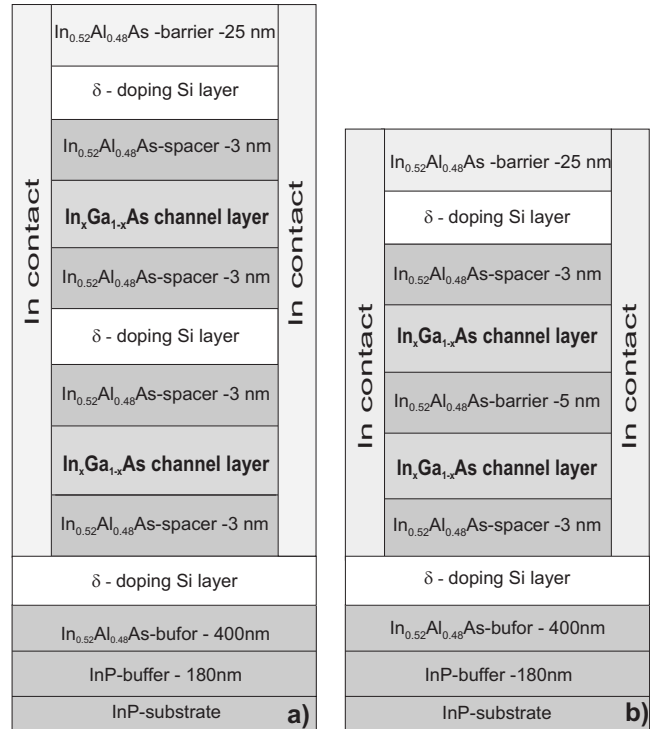 In contact
In₀.₅₂Al₀.₄₈As -barrier -25 nm
δ - doping Si layer
In₀.₅₂Al₀.₄₈As-spacer -3 nm
InₓGa₁₋ₓAs channel layer
In₀.₅₂Al₀.₄₈As-spacer -3 nm
δ - doping Si layer
In₀.₅₂Al₀.₄₈As-spacer -3 nm
InₓGa₁₋ₓAs channel layer
In₀.₅₂Al₀.₄₈As-spacer -3 nm
In contact
δ - doping Si layer
In₀.₅₂Al₀.₄₈As-bufor - 400nm
InP-buffer - 180nm
InP-substrate
a)
In contact
In₀.₅₂Al₀.₄₈As -barrier -25 nm
δ - doping Si layer
In₀.₅₂Al₀.₄₈As-spacer -3 nm
InₓGa₁₋ₓAs channel layer
In₀.₅₂Al₀.₄₈As-barrier -5 nm
InₓGa₁₋ₓAs channel layer
In₀.₅₂Al₀.₄₈As-spacer -3 nm
In contact
δ - doping Si layer
In₀.₅₂Al₀.₄₈As-bufor - 400nm
InP-buffer -180nm
InP-substrate
b)